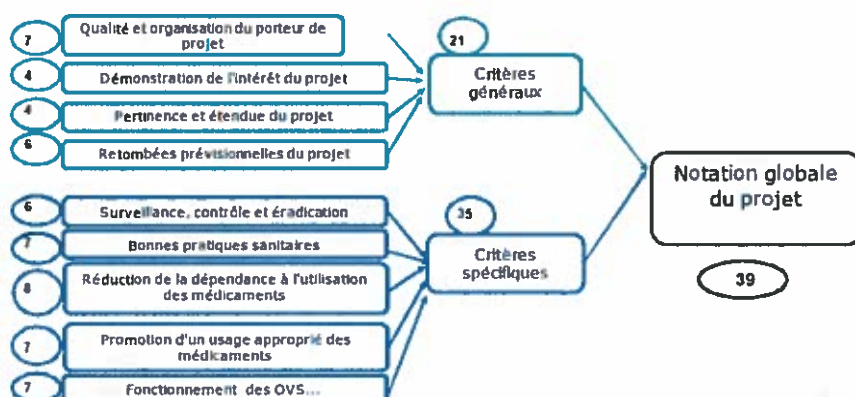 7
Qualité et organisation du porteur de
projet
4
Démonstration de l'intérêt du projet
4
Pertinence et étendue du projet
6
Retombées prévisionnelles du projet
21
Critères
généraux
6
Surveillance, contrôle et éradication
7
Bonnes pratiques sanitaires
8
Réduction de la dépendance à l'utilisation
des médicaments
7
Promotion d'un usage approprié des
médicaments
7
Fonctionnement des OVS...
35
Critères
spécifiques
Notation globale
du projet
39